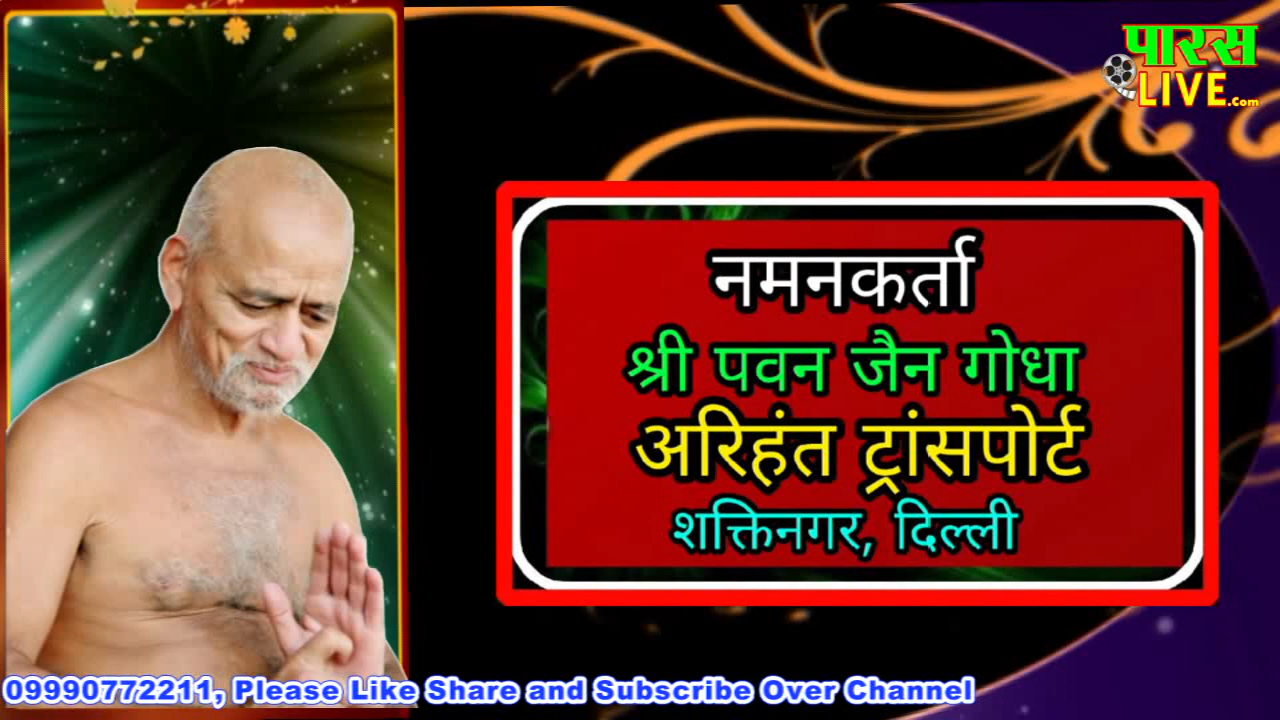 पारस
LIVE.Com
नमनकर्ता
श्री पवन जैन गोधा
अरिहंत ट्रांसपोर्ट
शक्तिनगर, दिल्ली
09990772211, Please Like Share and Subscribe Over Channel